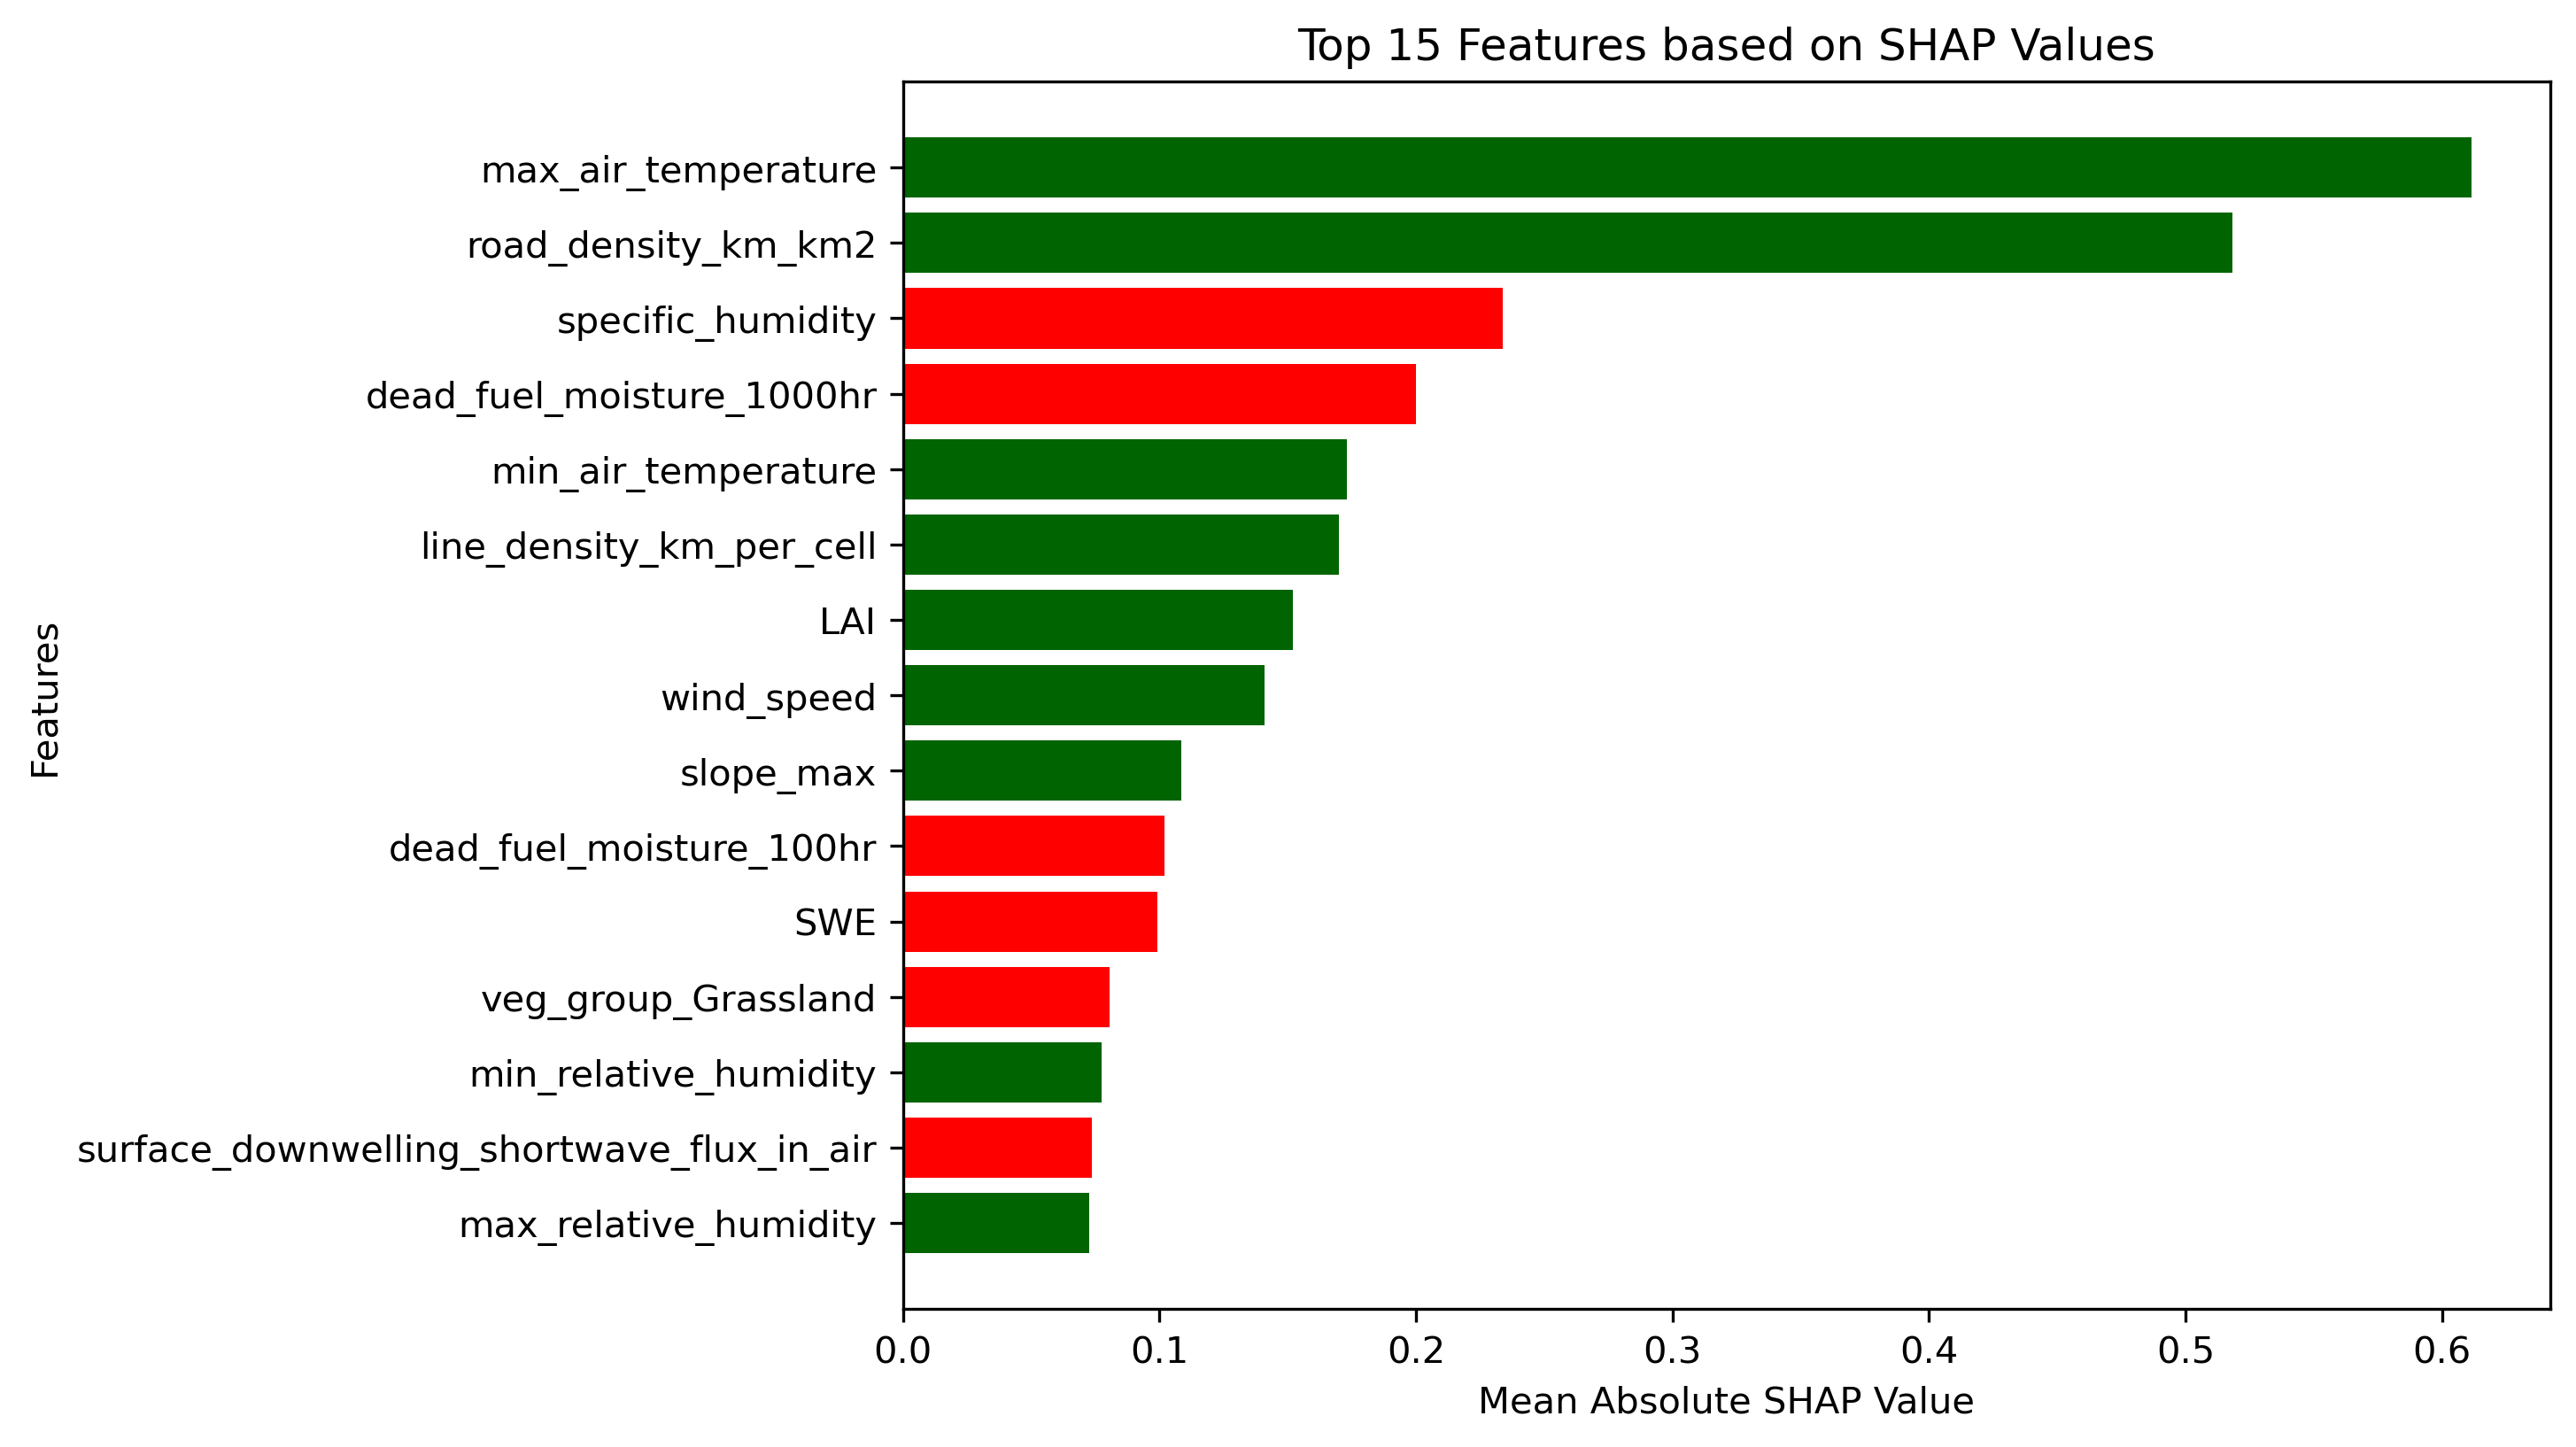 Top 15 Features based on SHAP Values
max_air_temperature
road_density_km_km2
specific_humidity
dead_fuel_moisture_1000hr
min_air_temperature
line_density_km_per_cell
LAI
wind_speed
slope_max
dead_fuel_moisture_100hr
SWE
veg_group_Grassland
min_relative_humidity
surface_downwelling_shortwave_flux_in_air
max_relative_humidity
Features
0.0 0.1 0.2 0.3 0.4 0.5 0.6
Mean Absolute SHAP Value